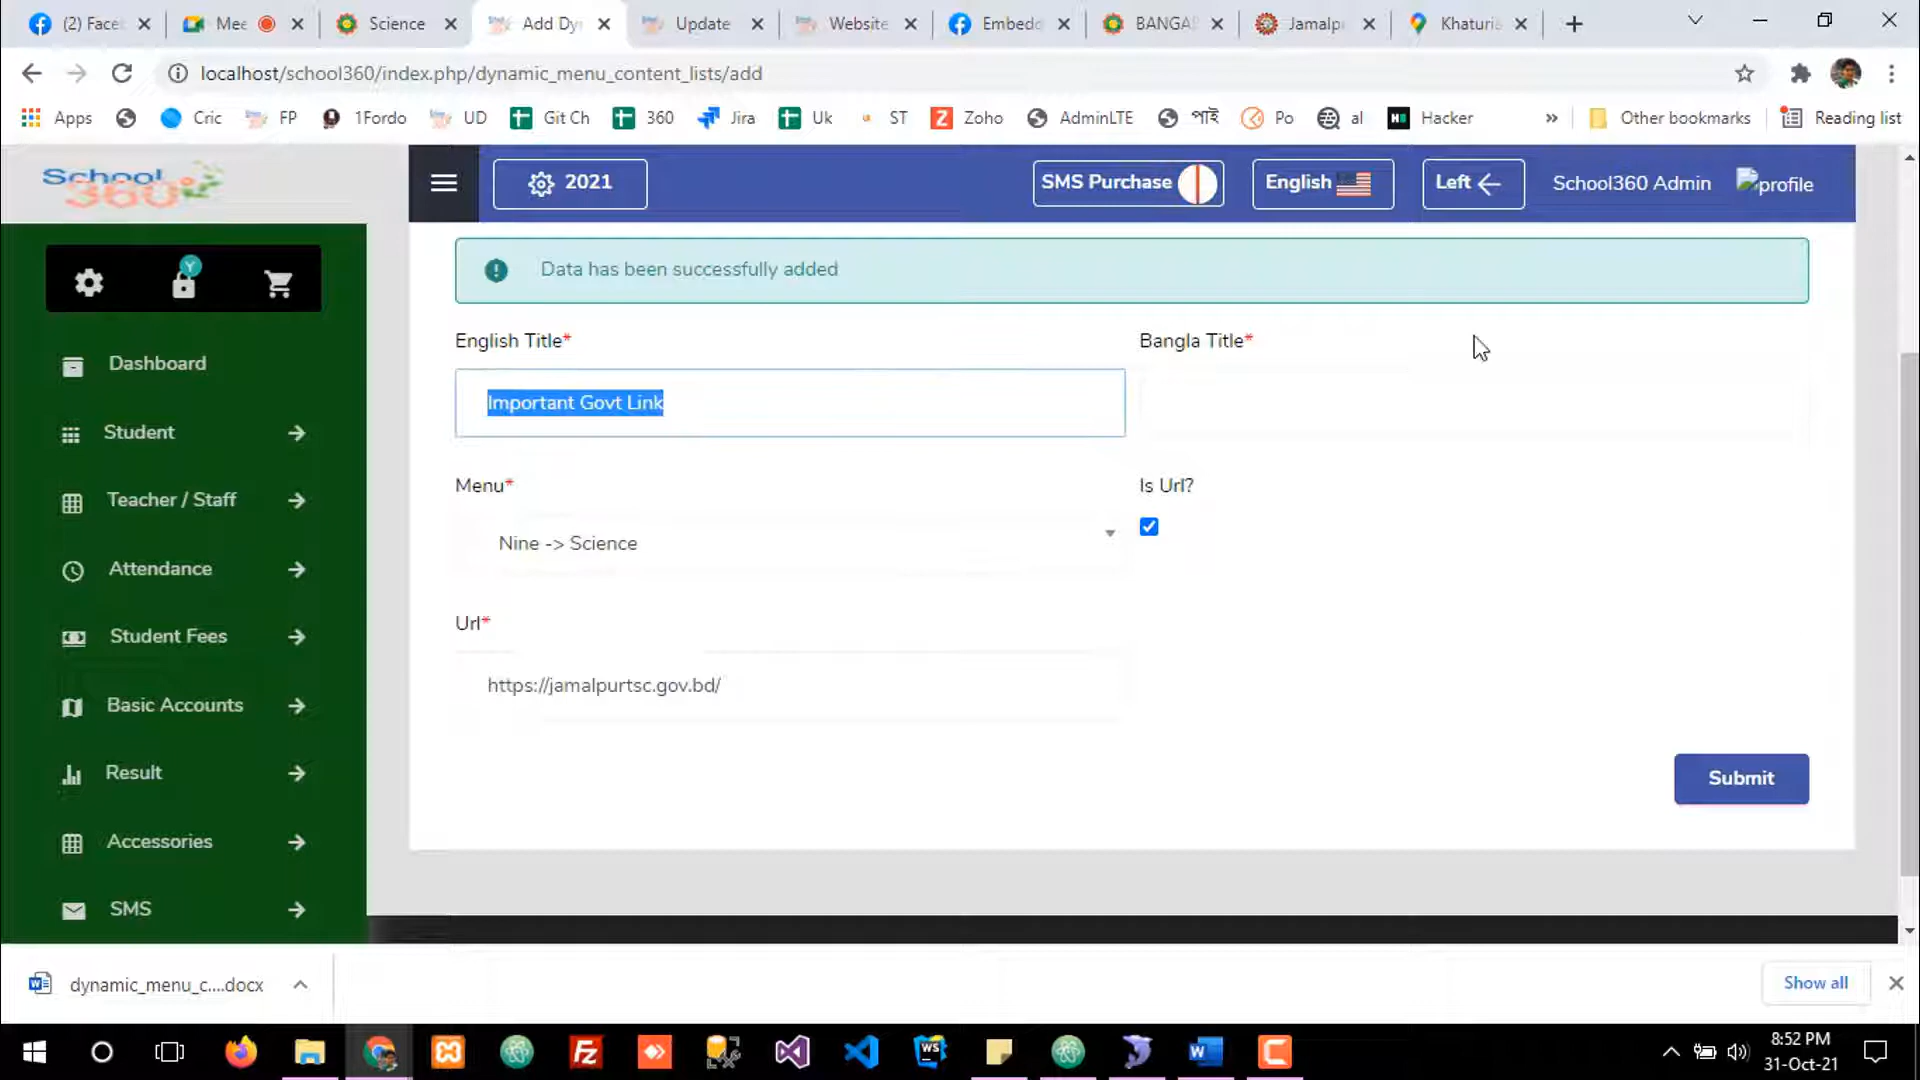 (2) Face
Mee
Science
Add Dy
Update
Website
Embedo
BANGA
Jamalp
Khaturia
localhost/school360/index.php/dynamic_menu_content_lists/add
Apps
Cric
FP
1Fordo
UD
Git Ch
360
Jira
Uk
ST
Zoho
AdminLTE
পাই
Po
al
Hacker
»
Other bookmarks
Reading list
School
360
2021
SMS Purchase
English
Left
School360 Admin
profile
Y
Data has been successfully added
English Title*
Bangla Title*
Important Govt Link
Menu*
Is Url?
Nine -> Science
Url*
https://jamalpurtsc.gov.bd/
Submit
Dashboard
Student
Teacher / Staff
Attendance
Student Fees
Basic Accounts
Result
Accessories
SMS
dynamic_menu_c....docx
Show all
8:52 PM
31-Oct-21